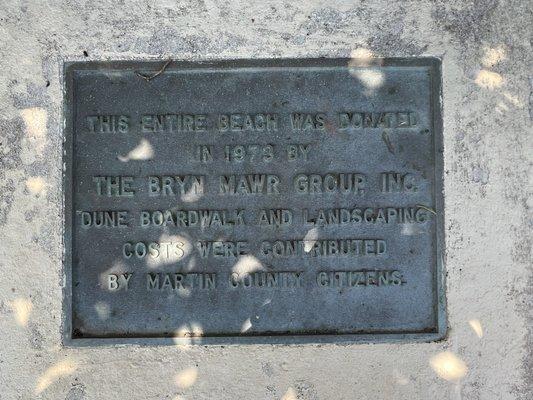 THIS ENTIRE BEACH WAS DONATED
IN 1973 BY
THE BRYN MAWR GROUP, INC.
DUNE BOARDWALK AND LANDSCAPING
COSTS WERE CONTRIBUTED
BY MARTIN COUNTY CITIZENS.